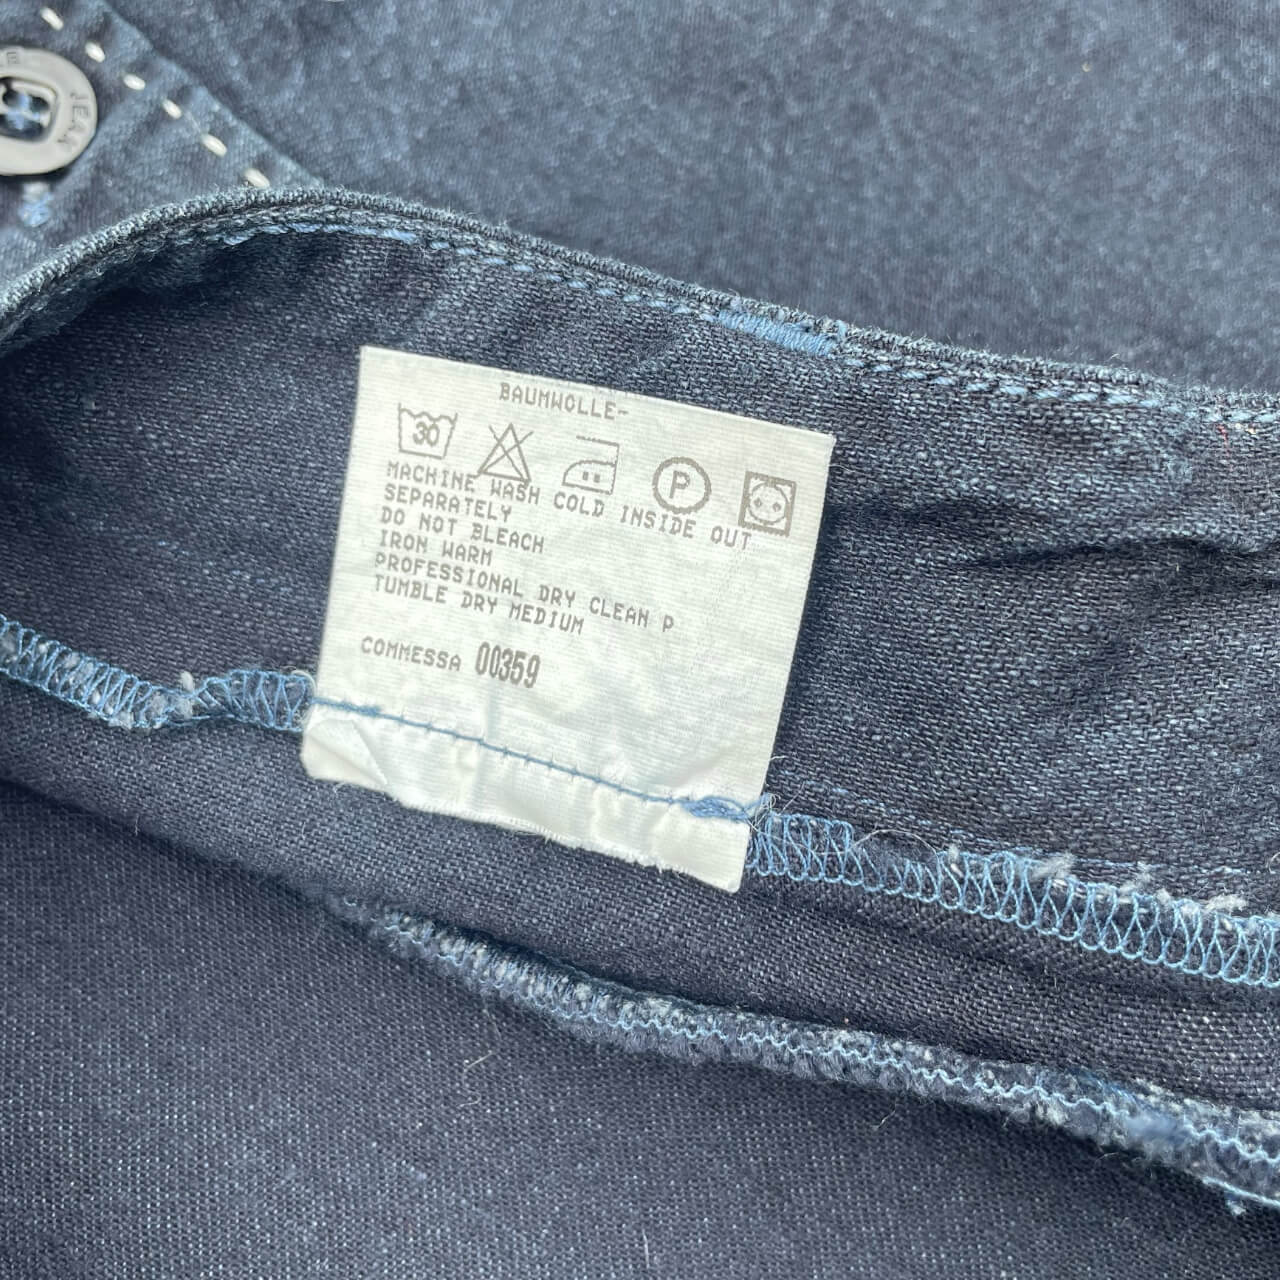 JEAN
BAUMWOLLE-
30
P
MACHINE WASH COLD INSIDE OUT
SEPARATELY
DO NOT BLEACH
IRON WARM
PROFESSIONAL DRY CLEAN P
TUMBLE DRY MEDIUM
COMMESSA 00359